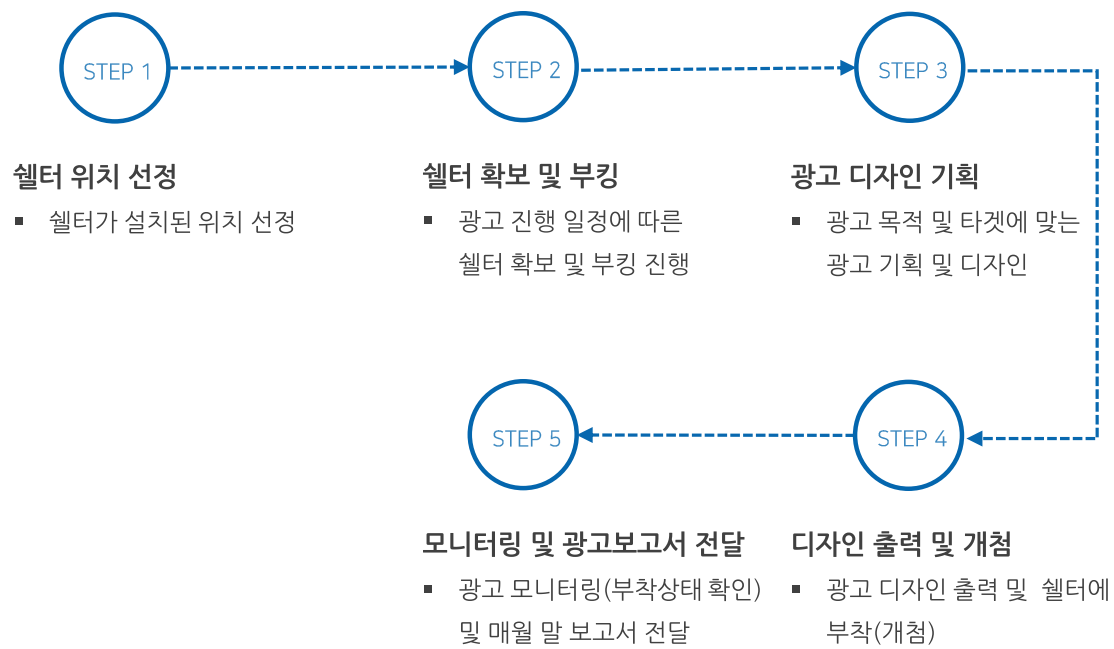 STEP 1
STEP 2
STEP 3
쉘터 위치 선정
▪ 쉘터가 설치된 위치 선정
쉘터 확보 및 부킹
▪ 광고 진행 일정에 따른
쉘터 확보 및 부킹 진행
광고 디자인 기획
▪ 광고 목적 및 타겟에 맞는
광고 기획 및 디자인
STEP 4
디자인 출력 및 개첨
▪ 광고 디자인 출력 및 쉘터에
부착(개첨)
STEP 5
모니터링 및 광고보고서 전달
▪ 광고 모니터링(부착상태 확인)
및 매월 말 보고서 전달